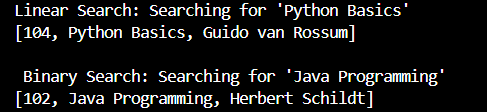 Linear Search: Searching for 'Python Basics'
[104, Python Basics, Guido van Rossum]
Binary Search: Searching for 'Java Programming'
[102, Java Programming, Herbert Schildt]